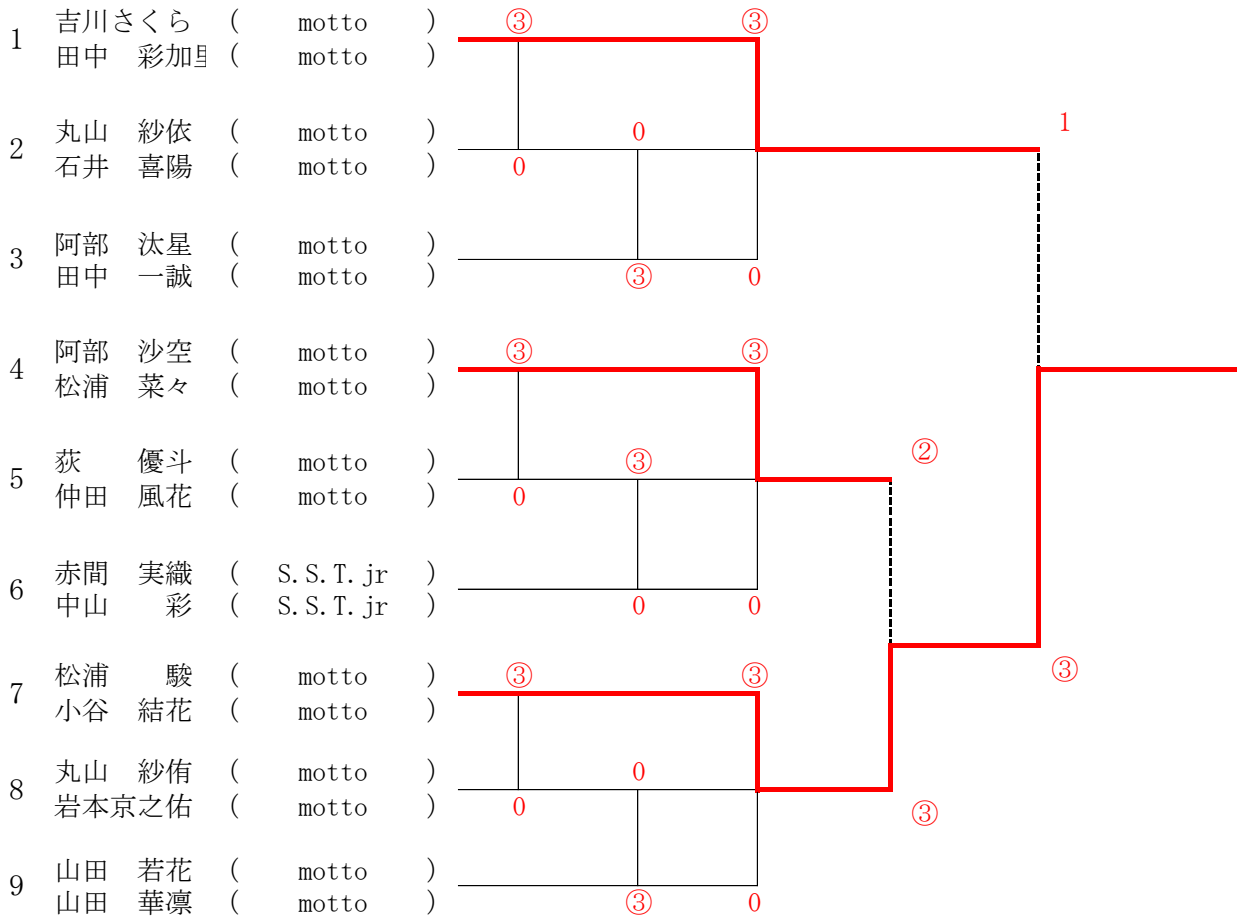 吉川さくら ( motto ) ③ ③
1
田中 彩加里 ( motto )
1
丸山 紗依 ( motto ) 0
2
石井 喜陽 ( motto ) 0
阿部 汰星 ( motto )
3
田中 一誠 ( motto ) ③ 0
阿部 沙空 ( motto ) ③ ③
4
松浦 菜々 ( motto )
②
荻 優斗 ( motto ) ③
5
仲田 風花 ( motto ) 0
赤間 実織 ( S.S.T.jr )
6
中山 彩 ( S.S.T.jr ) 0 0
③
松浦 駿 ( motto ) ③ ③
7
小谷 結花 ( motto )
丸山 紗侑 ( motto ) 0
8
岩本京之佑 ( motto ) 0 ③
山田 若花 ( motto )
9
山田 華凛 ( motto ) ③ 0